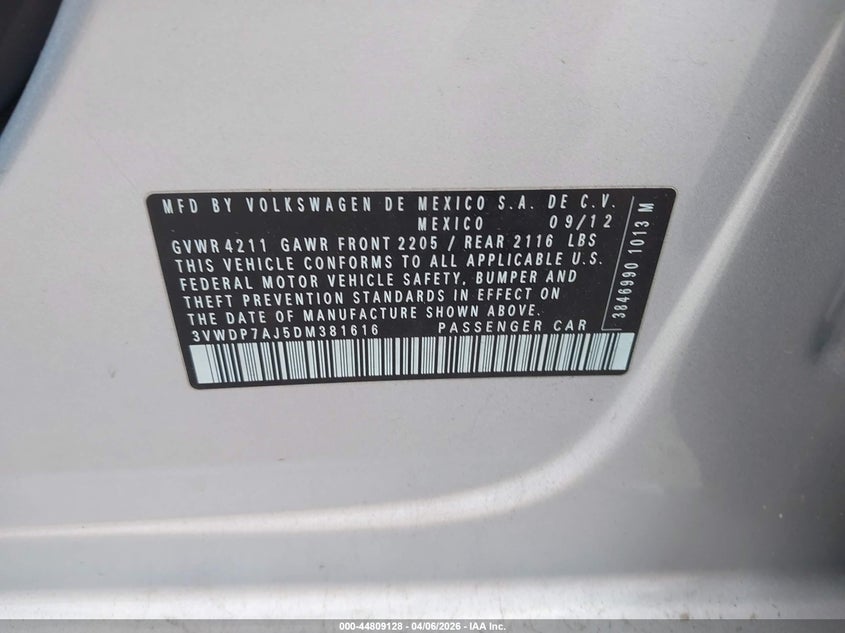 MFD BY VOLKSWAGEN DE MEXICO S.A. DE C.V.
MEXICO 09/12
GVWR 4211 GAWR FRONT 2205 / REAR 2116 LBS
THIS VEHICLE CONFORMS TO ALL APPLICABLE U.S.
FEDERAL MOTOR VEHICLE SAFETY, BUMPER AND
THEFT PREVENTION STANDARDS IN EFFECT ON
THE DATE OF MANUFACTURE SHOWN ABOVE.
3VWDP7AJ5DM381616 PASSENGER CAR
3846990 1013 M
000-44809128 - 04/06/2026 - IAA Inc.